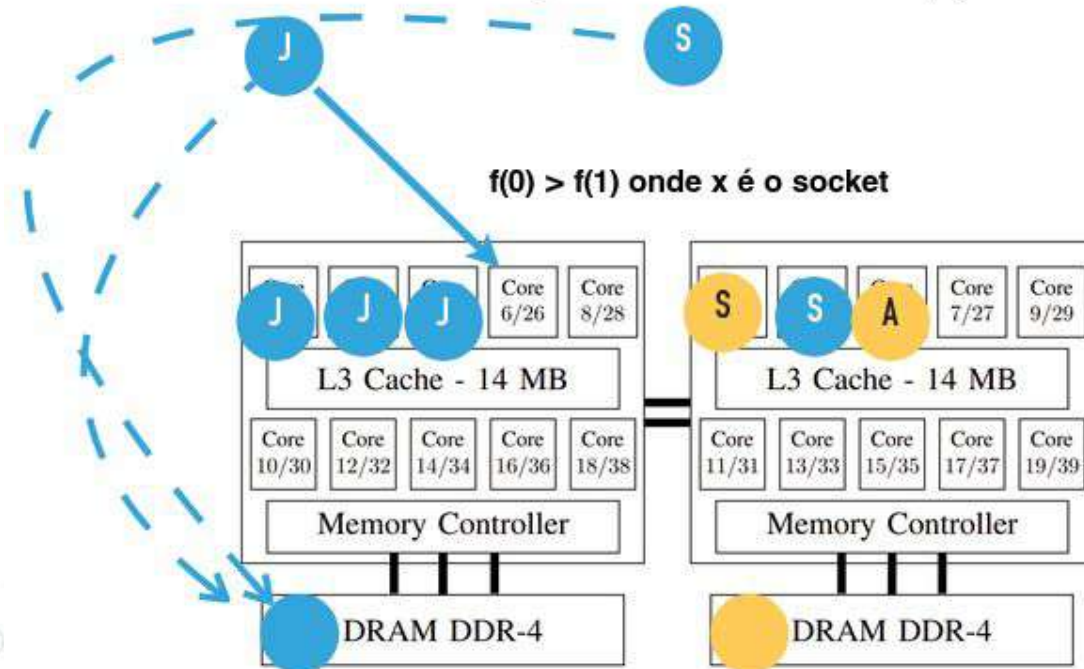 J
S
f(0) > f(1) onde x é o socket
J J J Core 6/26 Core 8/28
S S A Core 7/27 Core 9/29
L3 Cache - 14 MB
L3 Cache - 14 MB
Core 10/30 Core 12/32 Core 14/34 Core 16/36 Core 18/38
Core 11/31 Core 13/33 Core 15/35 Core 17/37 Core 19/39
Memory Controller
Memory Controller
DRAM DDR-4
DRAM DDR-4